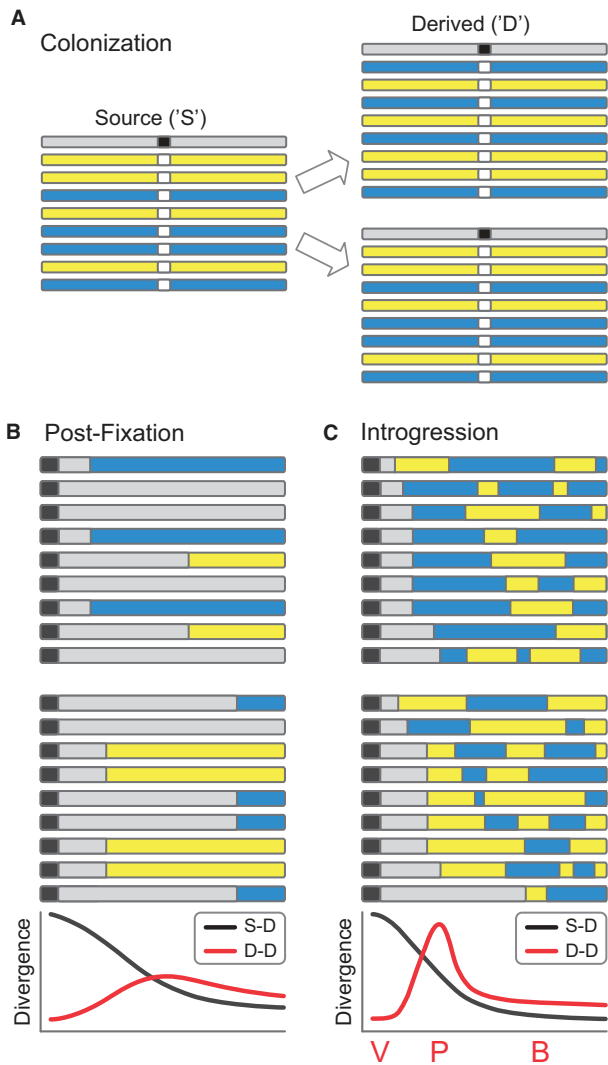 A
Colonization
Derived ('D')
Source ('S')
B Post-Fixation
C Introgression
Divergence
S-D
D-D
Divergence
S-D
D-D
V P B